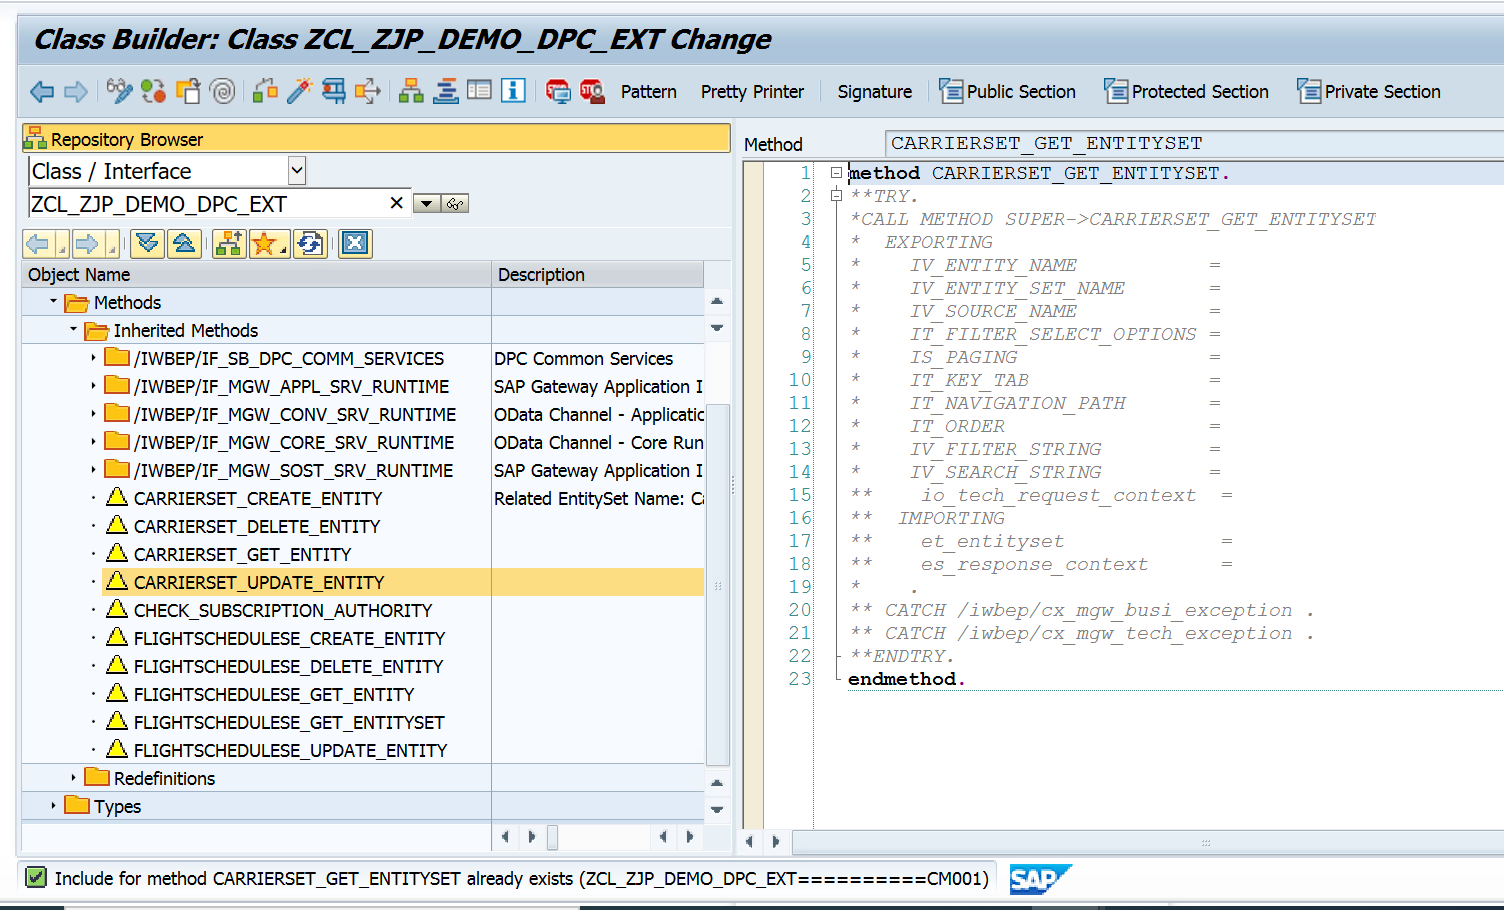 Class Builder: Class ZCL_ZJP_DEMO_DPC_EXT Change
Pattern Pretty Printer Signature Public Section Protected Section Private Section
Repository Browser
Class / Interface
ZCL_ZJP_DEMO_DPC_EXT
Object Name Description
Methods
Inherited Methods
/IWBEP/IF_SB_DPC_COMM_SERVICES DPC Common Services
/IWBEP/IF_MGW_APPL_SRV_RUNTIME SAP Gateway Application I
/IWBEP/IF_MGW_CONV_SRV_RUNTIME OData Channel - Applicatic
/IWBEP/IF_MGW_CORE_SRV_RUNTIME OData Channel - Core Run
/IWBEP/IF_MGW_SOST_SRV_RUNTIME SAP Gateway Application I
CARRIERSET_CREATE_ENTITY Related EntitySet Name: Ca
CARRIERSET_DELETE_ENTITY
CARRIERSET_GET_ENTITY
CARRIERSET_UPDATE_ENTITY
CHECK_SUBSCRIPTION_AUTHORITY
FLIGHTSCHEDULESE_CREATE_ENTITY
FLIGHTSCHEDULESE_DELETE_ENTITY
FLIGHTSCHEDULESE_GET_ENTITY
FLIGHTSCHEDULESE_GET_ENTITYSET
FLIGHTSCHEDULESE_UPDATE_ENTITY
Redefinitions
Types
Method CARRIERSET_GET_ENTITYSET
1 method CARRIERSET_GET_ENTITYSET.
2 **TRY.
3 *CALL METHOD SUPER->CARRIERSET_GET_ENTITYSET
4 *  EXPORTING
5 *    IV_ENTITY_NAME           =
6 *    IV_ENTITY_SET_NAME       =
7 *    IV_SOURCE_NAME           =
8 *    IT_FILTER_SELECT_OPTIONS =
9 *    IS_PAGING                =
10 *    IT_KEY_TAB               =
11 *    IT_NAVIGATION_PATH       =
12 *    IT_ORDER                 =
13 *    IV_FILTER_STRING         =
14 *    IV_SEARCH_STRING         =
15 **    io_tech_request_context  =
16 **  IMPORTING
17 **    et_entityset             =
18 **    es_response_context      =
19 *    .
20 ** CATCH /iwbep/cx_mgw_busi_exception .
21 ** CATCH /iwbep/cx_mgw_tech_exception .
22 **ENDTRY.
23 endmethod.
Include for method CARRIERSET_GET_ENTITYSET already exists (ZCL_ZJP_DEMO_DPC_EXT==========CM001)
SAP